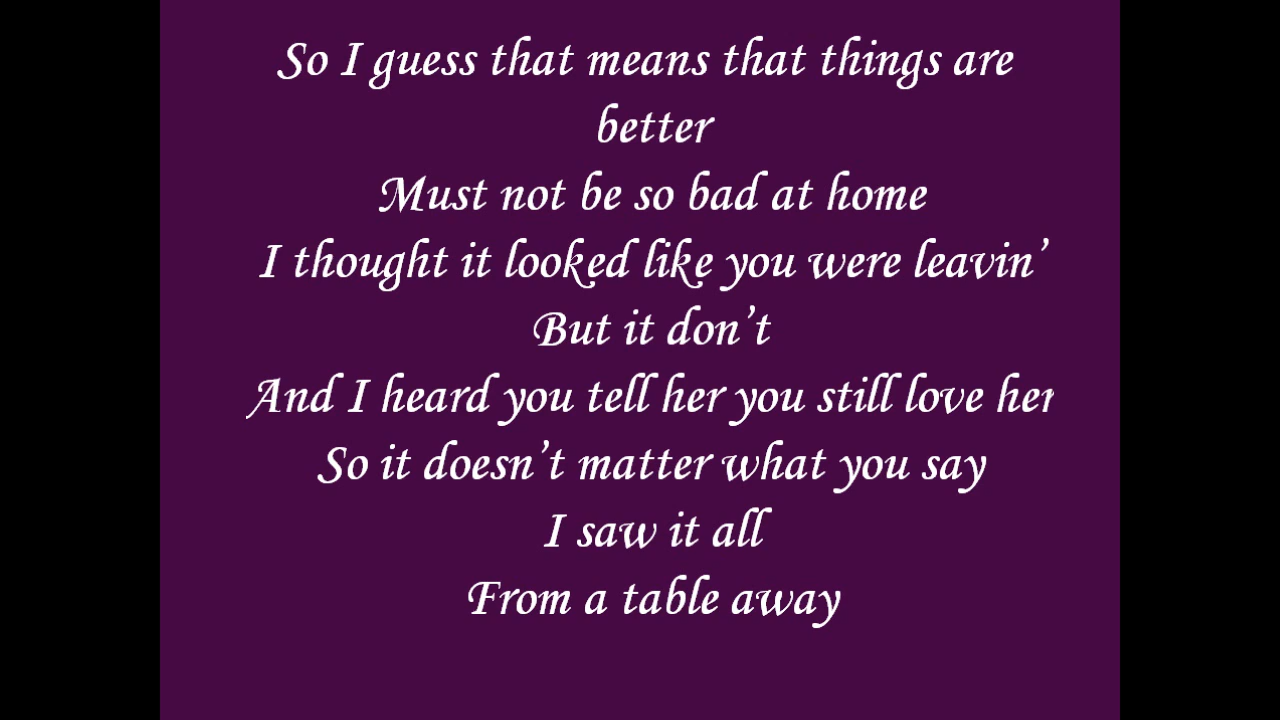 So I guess that means that things are
better
Must not be so bad at home
I thought it looked like you were leavin’
But it don’t
And I heard you tell her you still love her
So it doesn’t matter what you say
I saw it all
From a table away